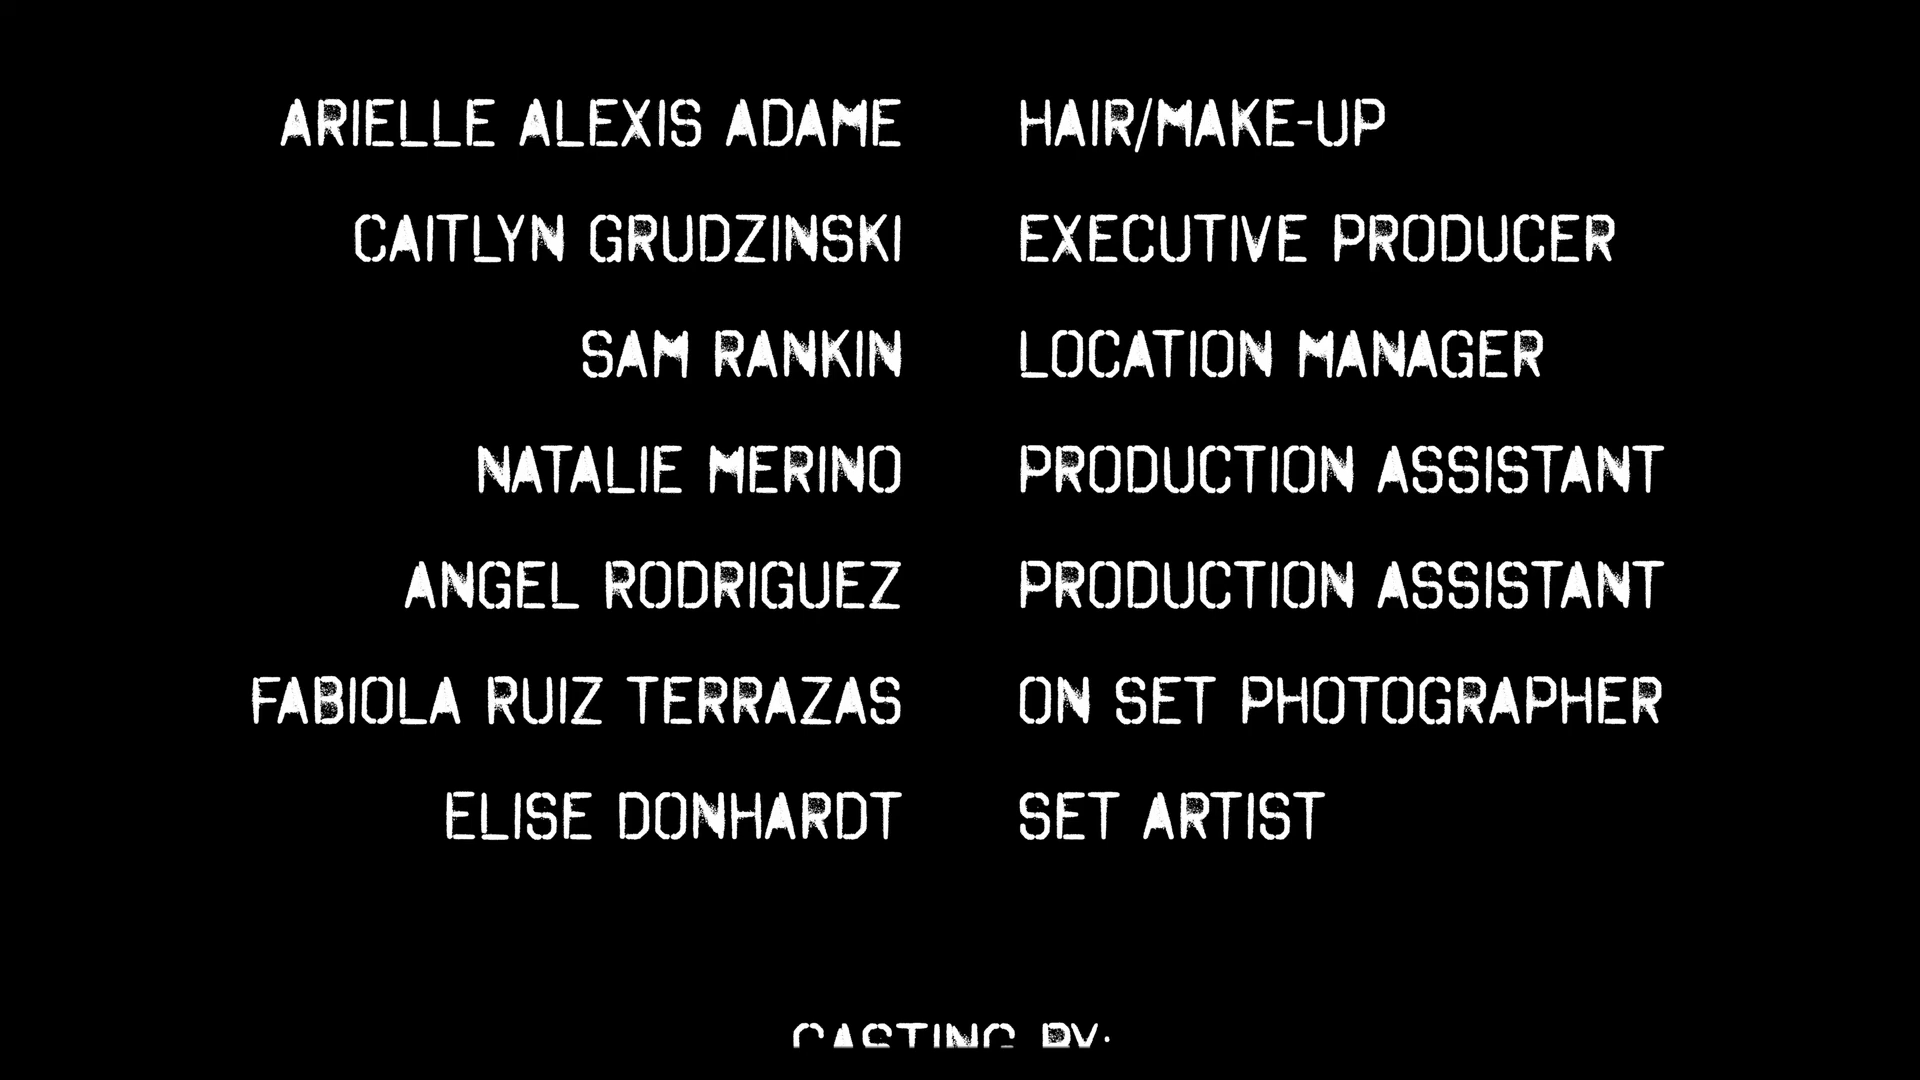 ARIELLE ALEXIS ADAME HAIR/MAKE-UP
CAITLYN GRUDZINSKI EXECUTIVE PRODUCER
SAM RANKIN LOCATION MANAGER
NATALIE MERINO PRODUCTION ASSISTANT
ANGEL RODRIGUEZ PRODUCTION ASSISTANT
FABIOLA RUIZ TERRAZAS ON SET PHOTOGRAPHER
ELISE DONHARDT SET ARTIST
CASTING BY: